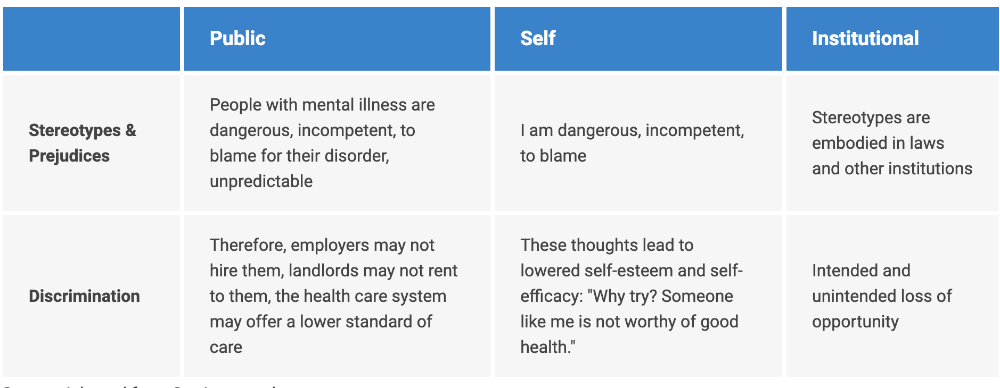 Public
Self
Institutional
Stereotypes &
Prejudices
People with mental illness are
dangerous, incompetent, to
blame for their disorder,
unpredictable
I am dangerous, incompetent,
to blame
Stereotypes are
embodied in laws
and other institutions
Discrimination
Therefore, employers may not
hire them, landlords may not rent
to them, the health care system
may offer a lower standard of
care
These thoughts lead to
lowered self-esteem and self-
efficacy: "Why try? Someone
like me is not worthy of good
health."
Intended and
unintended loss of
opportunity